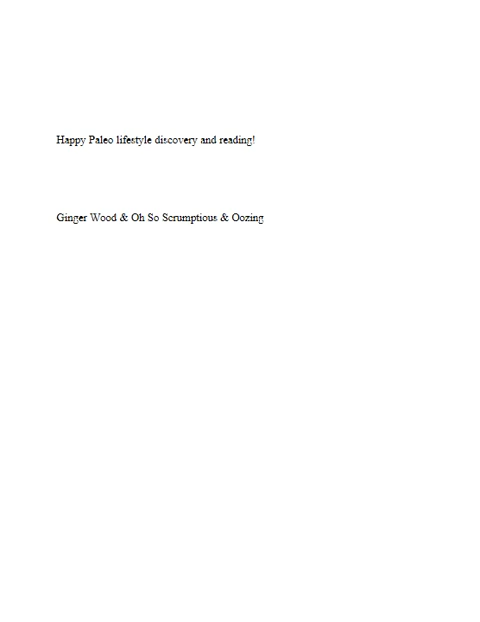 Happy Paleo lifestyle discovery and reading!
Ginger Wood & Oh So Scrumptious & Oozing